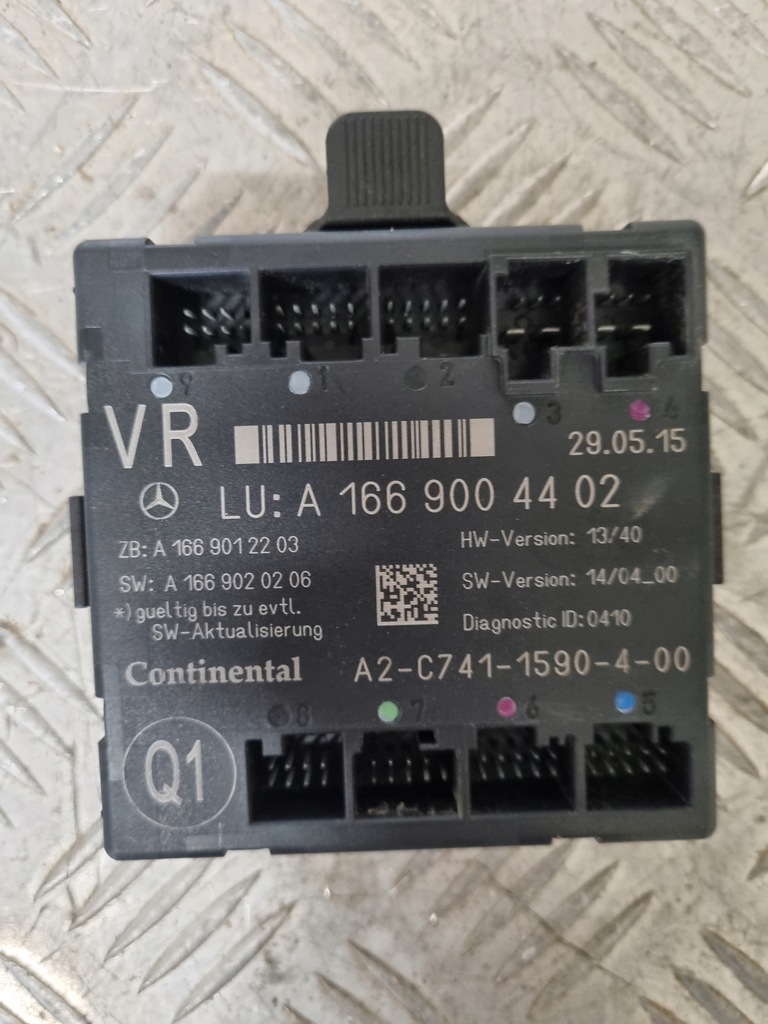 9 1 2 3 4
VR
29.05.15
LU: A 166 900 44 02
ZB: A 166 901 22 03
HW-Version: 13/40
SW: A 166 902 02 06
SW-Version: 14/04_00
*) gueltig bis zu evtl.
SW-Aktualisierung
Diagnostic ID: 0410
Continental A2-C741-1590-4-00
8 7 6 5
Q1